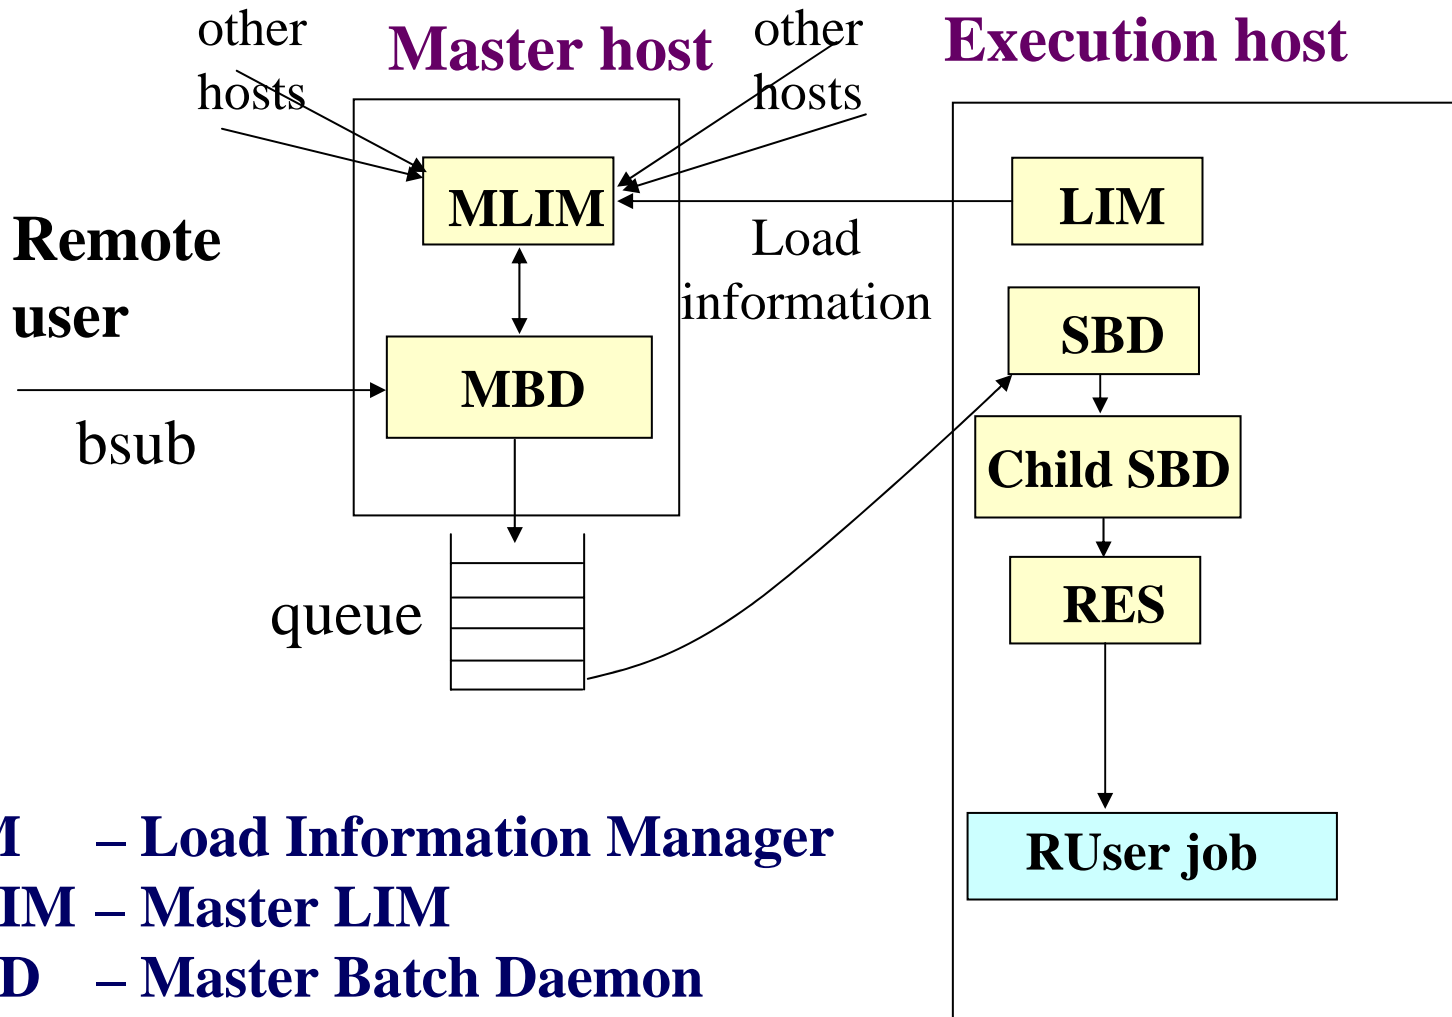 other
hosts
Master host
other
hosts
Execution host
MLIM
LIM
Remote
user
Load
information
SBD
MBD
bsub
Child SBD
queue
RES
RUser job
– Load Information Manager
– Master LIM
– Master Batch Daemon